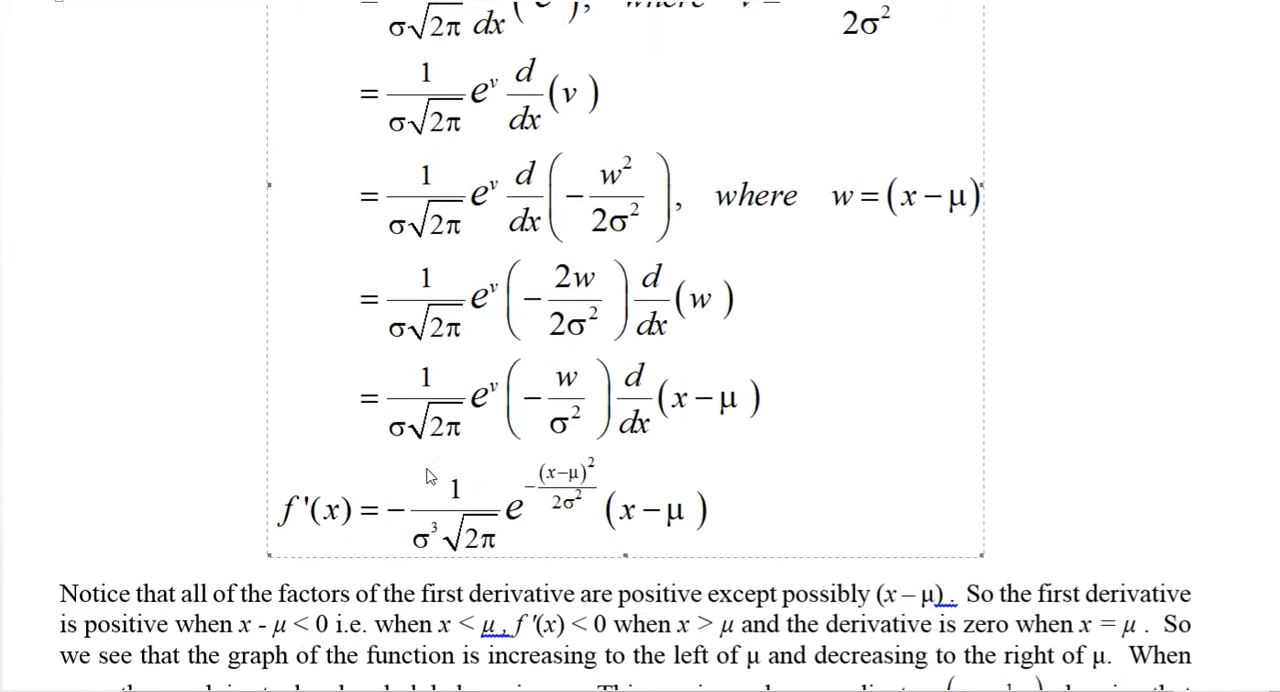 σ√2π dx 2σ²
= 1/(σ√2π) e^v d/dx (v)
= 1/(σ√2π) e^v d/dx (− w²/2σ²), where w = (x − μ)
= 1/(σ√2π) e^v (− 2w/2σ²) d/dx (w)
= 1/(σ√2π) e^v (− w/σ²) d/dx (x − μ)
f '(x) = − 1/(σ³√2π) e^(−(x−μ)²/2σ²) (x − μ)
Notice that all of the factors of the first derivative are positive except possibly (x – μ). So the first derivative
is positive when x - μ < 0 i.e. when x < μ , f '(x) < 0 when x > μ and the derivative is zero when x = μ . So
we see that the graph of the function is increasing to the left of μ and decreasing to the right of μ. When